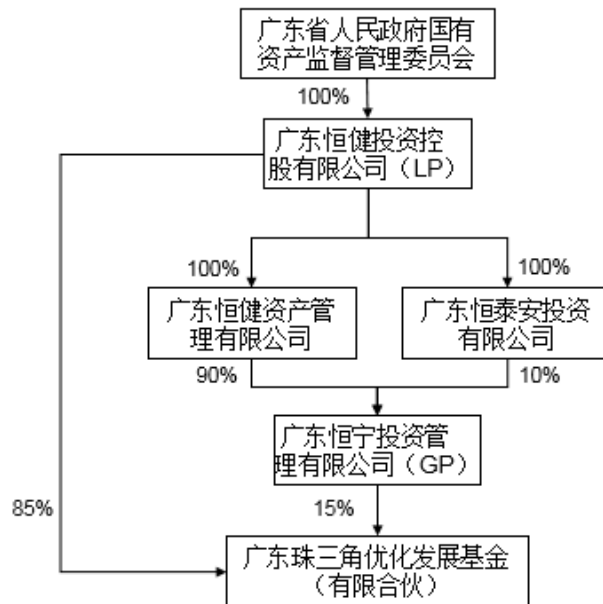 广东省人民政府国有
资产监督管理委员会
100%
广东恒健投资控
股有限公司（LP）
100%
100%
广东恒健资产管
理有限公司
广东恒泰安投资
有限公司
90%
10%
广东恒宁投资管
理有限公司（GP）
85%
15%
广东珠三角优化发展基金
（有限合伙）